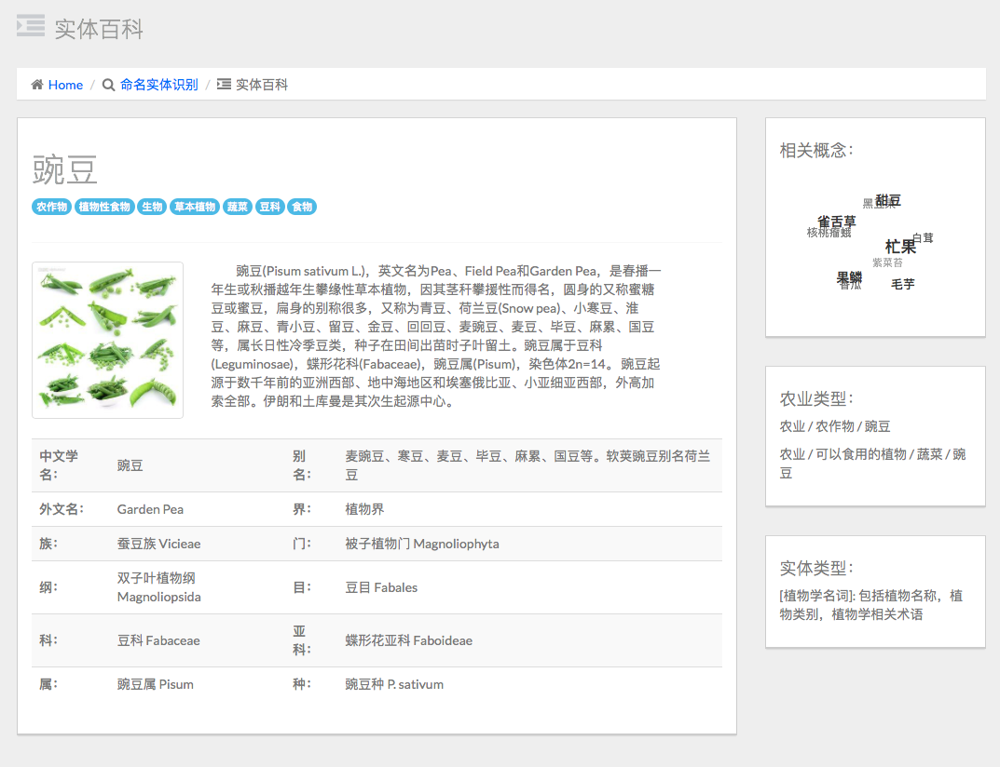 实体百科
Home / 命名实体识别 / 实体百科
豌豆
农作物 植物性食物 生物 草本植物 蔬菜 豆科 食物
豌豆(Pisum sativum L.)，英文名为Pea、Field Pea和Garden Pea，是春播一
年生或秋播越年生攀缘性草本植物，因其茎秆攀援性而得名，圆身的又称蜜糖
豆或蜜豆，扁身的别称很多，又称为青豆、荷兰豆(Snow pea)、小寒豆、淮
豆、麻豆、青小豆、留豆、金豆、回回豆、麦豌豆、麦豆、毕豆、麻累、国豆
等，属长日性冷季豆类，种子在田间出苗时子叶留土。豌豆属于豆科
(Leguminosae)，蝶形花科(Fabaceae)，豌豆属(Pisum)，染色体2n=14。 豌豆起
源于数千年前的亚洲西部、地中海地区和埃塞俄比亚、小亚细亚西部，外高加
索全部。伊朗和土库曼是其次生起源中心。
中文学名： 豌豆 别名： 麦豌豆、寒豆、麦豆、毕豆、麻累、国豆等。软荚豌豆别名荷兰
豆
外文名： Garden Pea 界： 植物界
族： 蚕豆族 Vicieae 门： 被子植物门 Magnoliophyta
纲： 双子叶植物纲
Magnoliopsida 目： 豆目 Fabales
科： 豆科 Fabaceae 亚科： 蝶形花亚科 Faboideae
属： 豌豆属 Pisum 种： 豌豆种 P. sativum
相关概念：
甜豆
雀舌草
核桃瘤蛾
白茸
杧果
紫菜苔
果鳞
香瓜
毛芋
农业类型：
农业 / 农作物 / 豌豆
农业 / 可以食用的植物 / 蔬菜 / 豌
豆
实体类型：
[植物学名词]: 包括植物名称，植
物类别，植物学相关术语